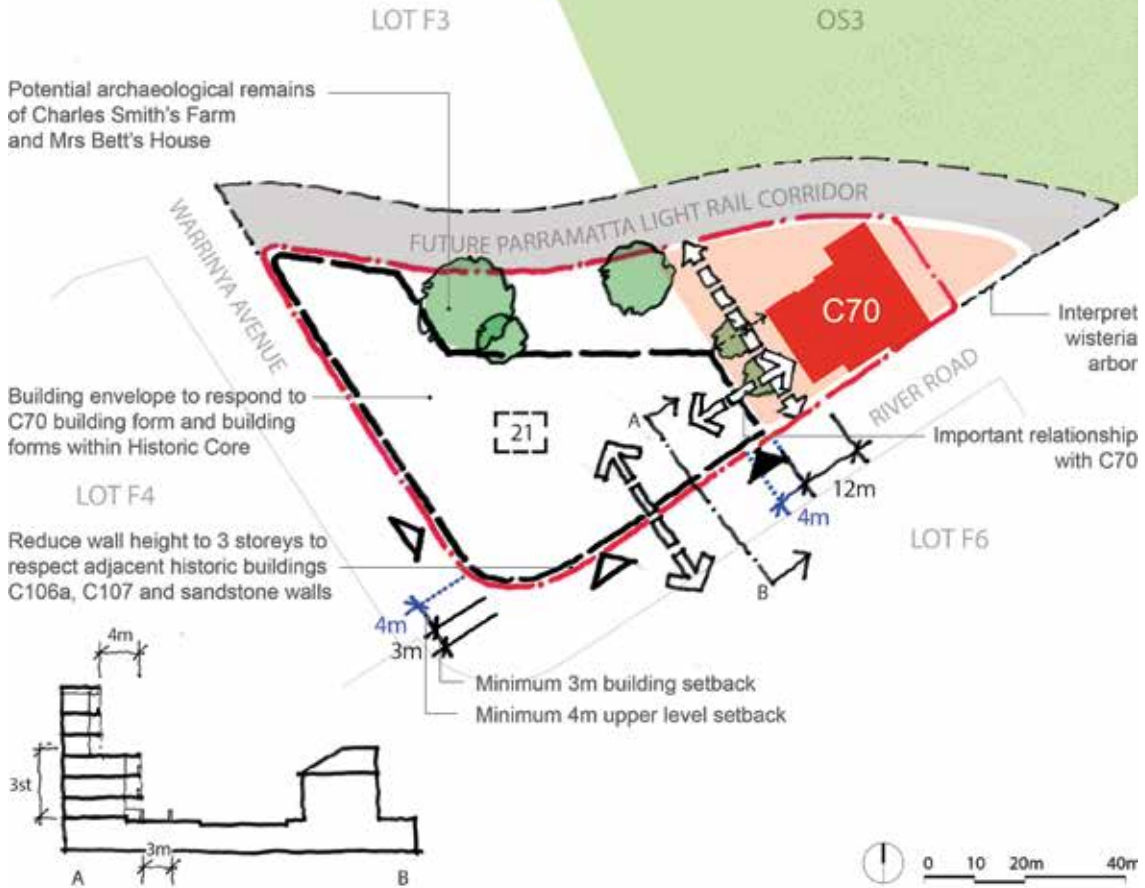 LOT F3
OS3
Potential archaeological remains
of Charles Smith's Farm
and Mrs Bett's House
FUTURE PARRAMATTA LIGHT RAIL CORRIDOR
WARRINYA AVENUE
C70
Interpret
wisteria
arbor
RIVER ROAD
Building envelope to respond to
C70 building form and building
forms within Historic Core
21
A
Important relationship
with C70
12m
4m
LOT F4
LOT F6
Reduce wall height to 3 storeys to
respect adjacent historic buildings
C106a, C107 and sandstone walls
B
4m
3m
4m
Minimum 3m building setback
Minimum 4m upper level setback
3st
3m
A
B
0 10 20m 40m